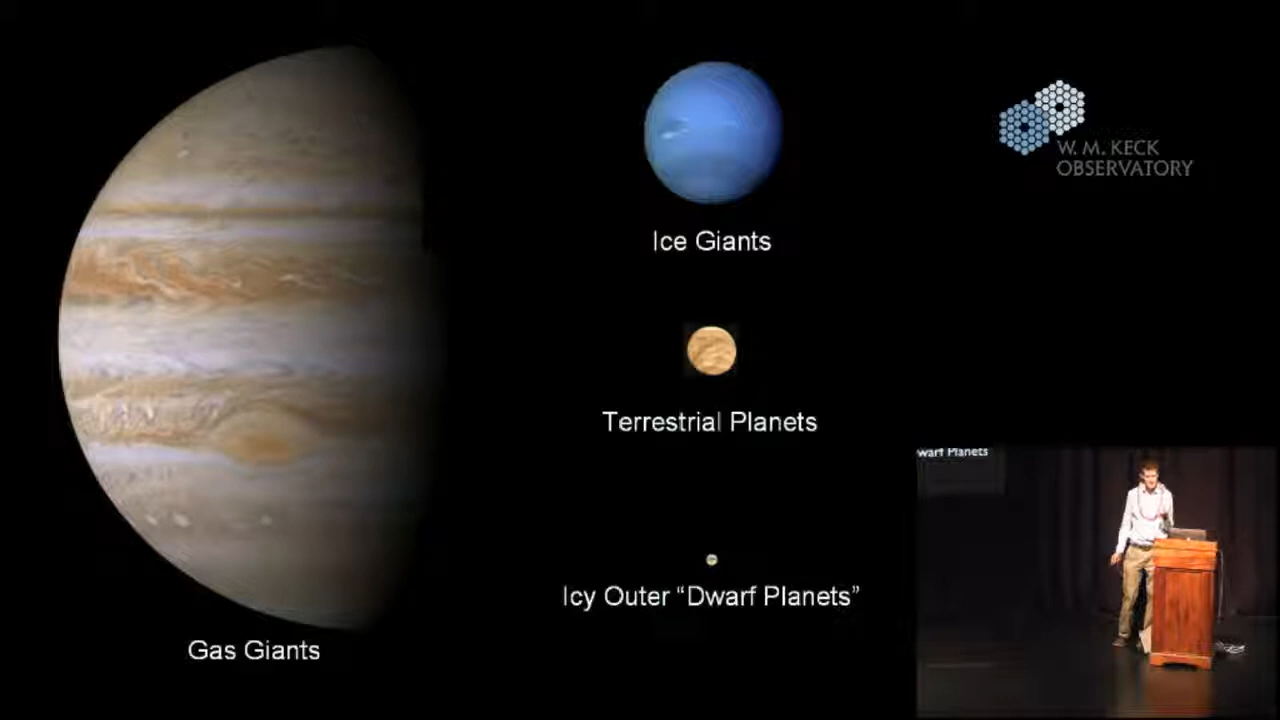 Ice Giants
W. M. KECK
OBSERVATORY
Terrestrial Planets
Icy Outer “Dwarf Planets”
Gas Giants
warf Planets